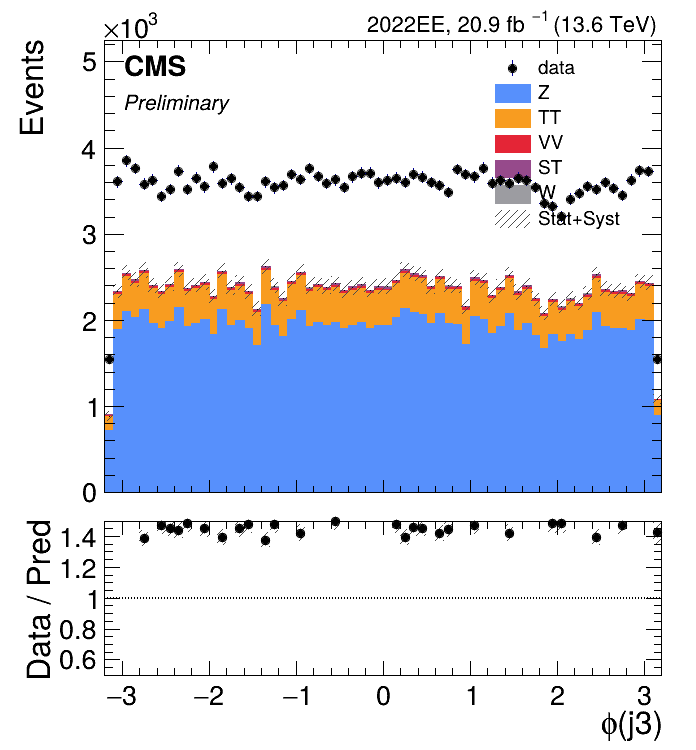 ×10³
2022EE, 20.9 fb ⁻¹ (13.6 TeV)
Events
CMS
Preliminary
data
Z
TT
VV
ST
W
Stat+Syst
5
4
3
2
1
0
Data / Pred
1.4
1.2
1
0.8
0.6
−3 −2 −1 0 1 2 3
ϕ(j3)